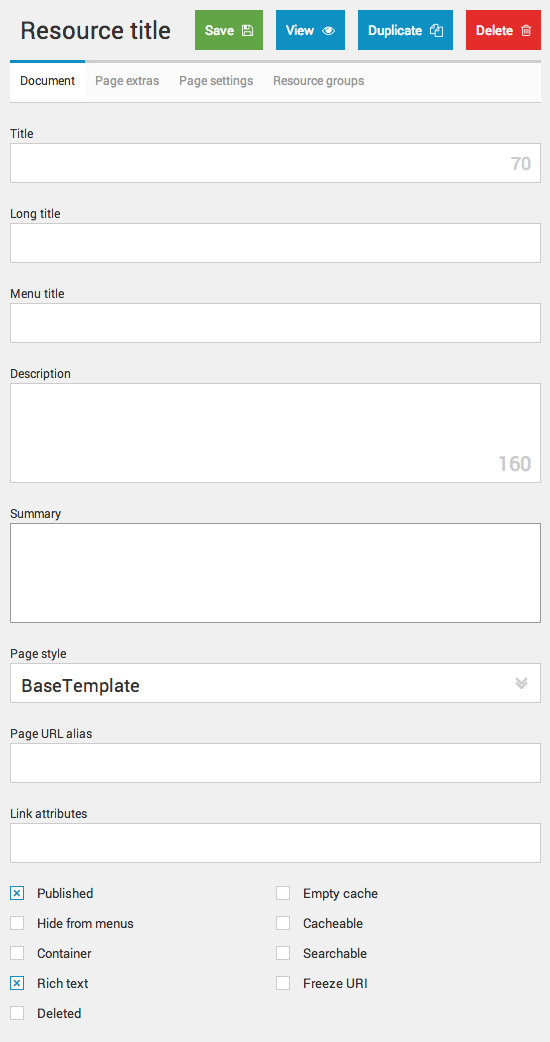 Resource title Save View Duplicate Delete
Document Page extras Page settings Resource groups
Title
70
Long title
Menu title
Description
160
Summary
Page style
BaseTemplate
Page URL alias
Link attributes
Published Empty cache
Hide from menus Cacheable
Container Searchable
Rich text Freeze URI
Deleted